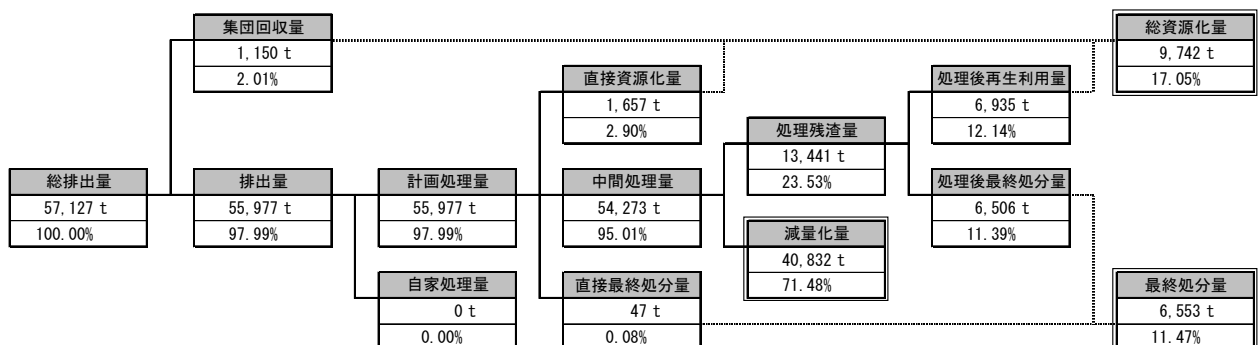 集団回収量
1,150 t
2.01%
総資源化量
9,742 t
17.05%
直接資源化量
1,657 t
2.90%
処理後再生利用量
6,935 t
12.14%
処理残渣量
13,441 t
23.53%
総排出量
57,127 t
100.00%
排出量
55,977 t
97.99%
計画処理量
55,977 t
97.99%
中間処理量
54,273 t
95.01%
処理後最終処分量
6,506 t
11.39%
減量化量
40,832 t
71.48%
自家処理量
0 t
0.00%
直接最終処分量
47 t
0.08%
最終処分量
6,553 t
11.47%